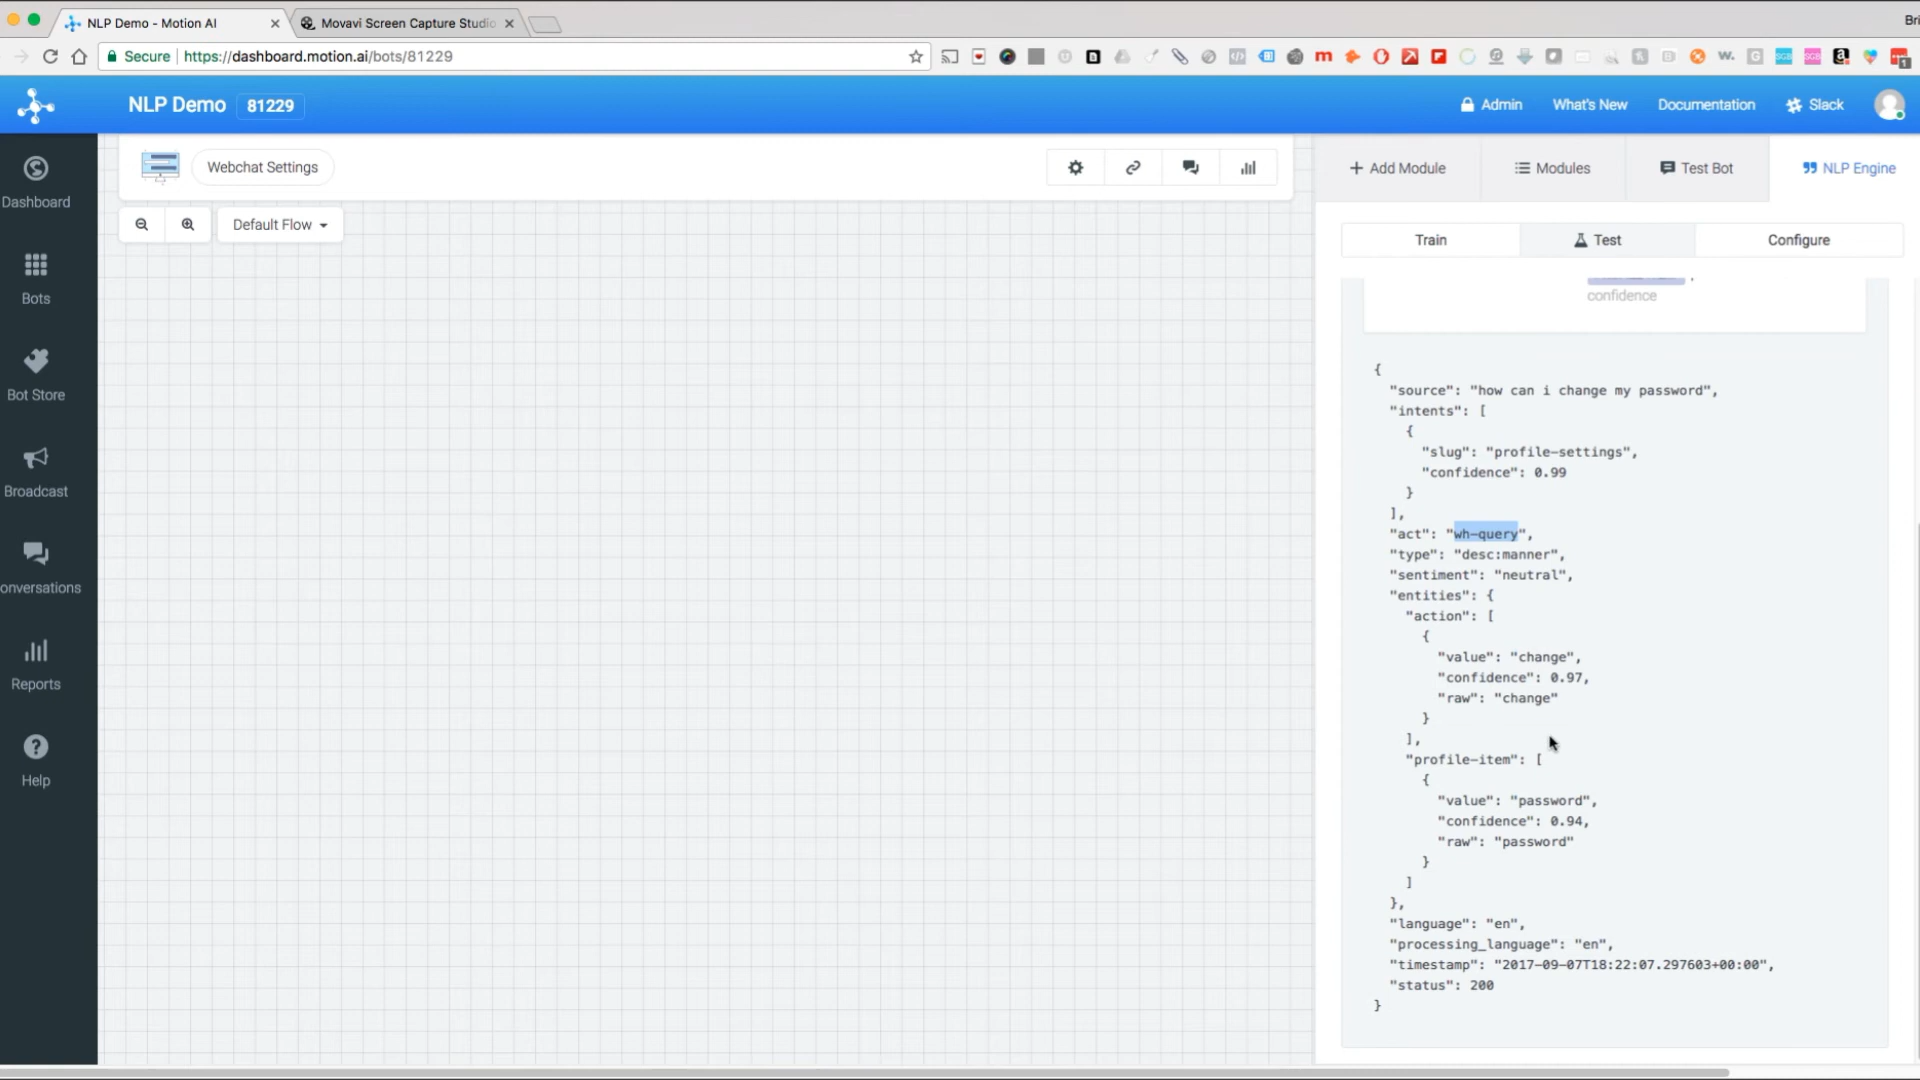 NLP Demo - Motion AI
Movavi Screen Capture Studio
Bri
Secure
https://dashboard.motion.ai/bots/81229
NLP Demo
81229
Admin
What's New
Documentation
Slack
Dashboard
Bots
Bot Store
Broadcast
onversations
Reports
Help
Webchat Settings
Default Flow
+ Add Module
Modules
Test Bot
NLP Engine
Train
Test
Configure
confidence
{
"source": "how can i change my password",
"intents": [
{
"slug": "profile-settings",
"confidence": 0.99
}
],
"act": "wh-query",
"type": "desc:manner",
"sentiment": "neutral",
"entities": {
"action": [
{
"value": "change",
"confidence": 0.97,
"raw": "change"
}
],
"profile-item": [
{
"value": "password",
"confidence": 0.94,
"raw": "password"
}
]
},
"language": "en",
"processing_language": "en",
"timestamp": "2017-09-07T18:22:07.297603+00:00",
"status": 200
}